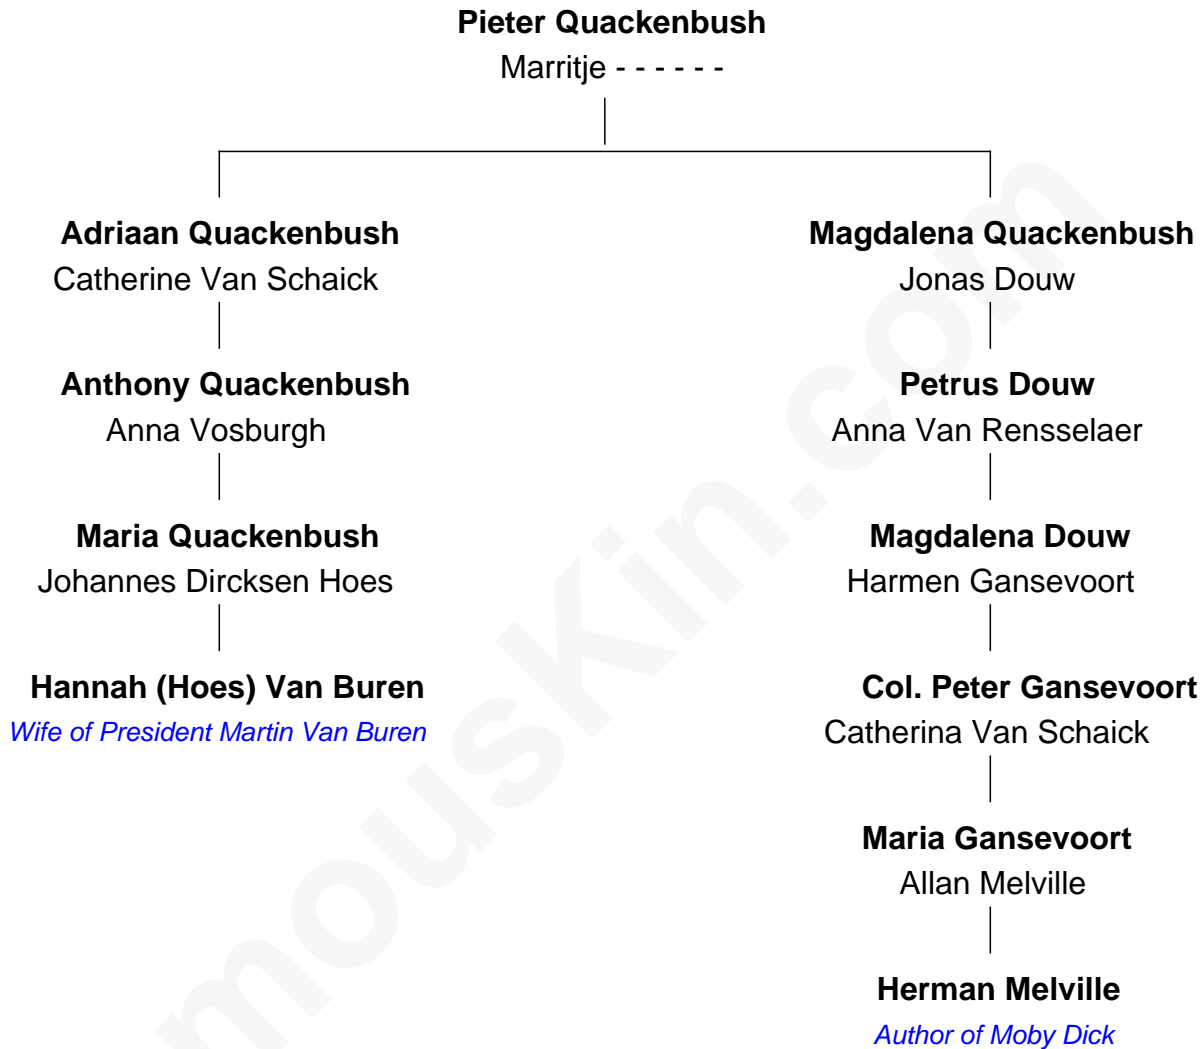 Pieter Quackenbush
Marritje - - - - - -
Adriaan Quackenbush
Catherine Van Schaick
Magdalena Quackenbush
Jonas Douw
Anthony Quackenbush
Anna Vosburgh
Petrus Douw
Anna Van Rensselaer
Maria Quackenbush
Johannes Dircksen Hoes
Magdalena Douw
Harmen Gansevoort
Hannah (Hoes) Van Buren
Wife of President Martin Van Buren
Col. Peter Gansevoort
Catherina Van Schaick
Maria Gansevoort
Allan Melville
Herman Melville
Author of Moby Dick
mousKin.com